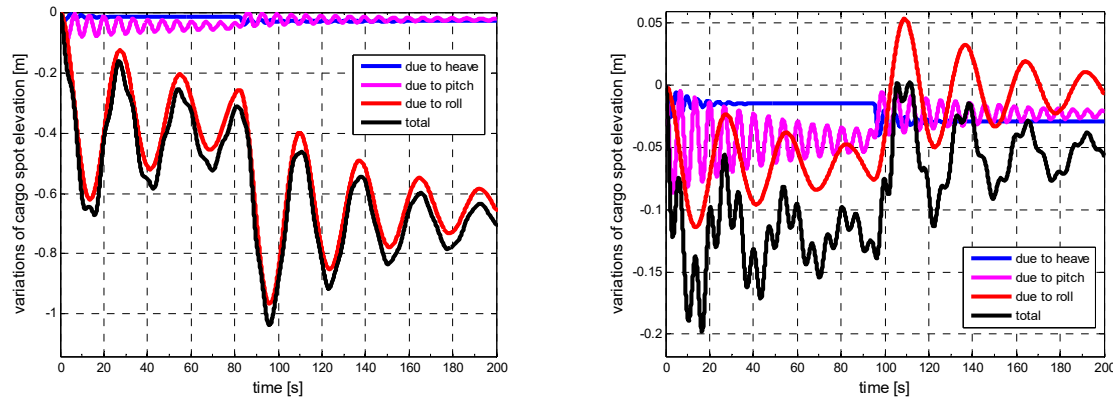 0
-0.2
-0.4
-0.6
-0.8
-1
variations of cargo spot elevation [m]
due to heave
due to pitch
due to roll
total
0 20 40 60 80 100 120 140 160 180 200
time [s]
0.05
0
-0.05
-0.1
-0.15
-0.2
variations of cargo spot elevation [m]
due to heave
due to pitch
due to roll
total
0 20 40 60 80 100 120 140 160 180 200
time [s]